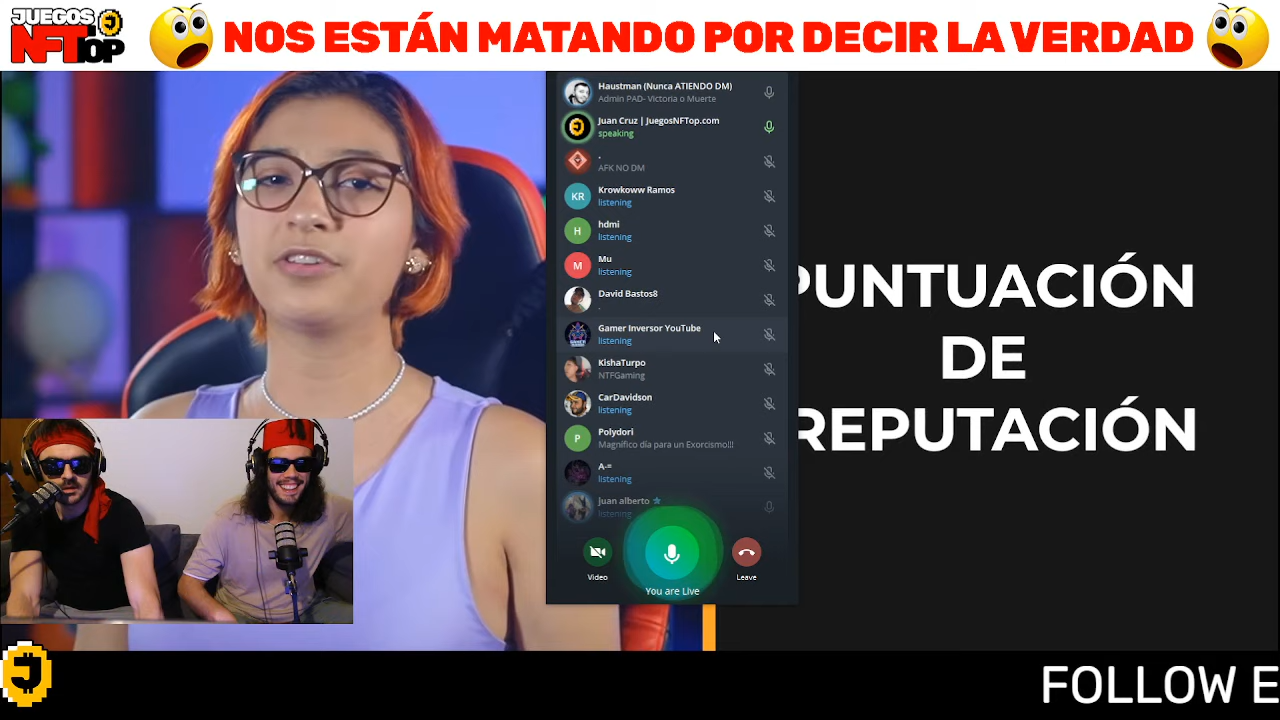 JUEGOS
NFTTOP
NOS ESTÁN MATANDO POR DECIR LA VERDAD
Haustman (Nunca ATIENDO DM)
Admin PAD- Victoria o Muerte
Juan Cruz | JuegosNFTop.com
speaking
.
AFK NO DM
KR
Krowkoww Ramos
listening
H
hdmi
listening
M
Mu
listening
David Bastos8
.
Gamer Inversor YouTube
listening
KishaTurpo
NTFGaming
CarDavidson
listening
P
Polydori
Magnífico día para un Exorcismo!!!
A-=
listening
juan alberto
listening
Video
Leave
You are Live
PUNTUACIÓN
DE
REPUTACIÓN
J
FOLLOW E